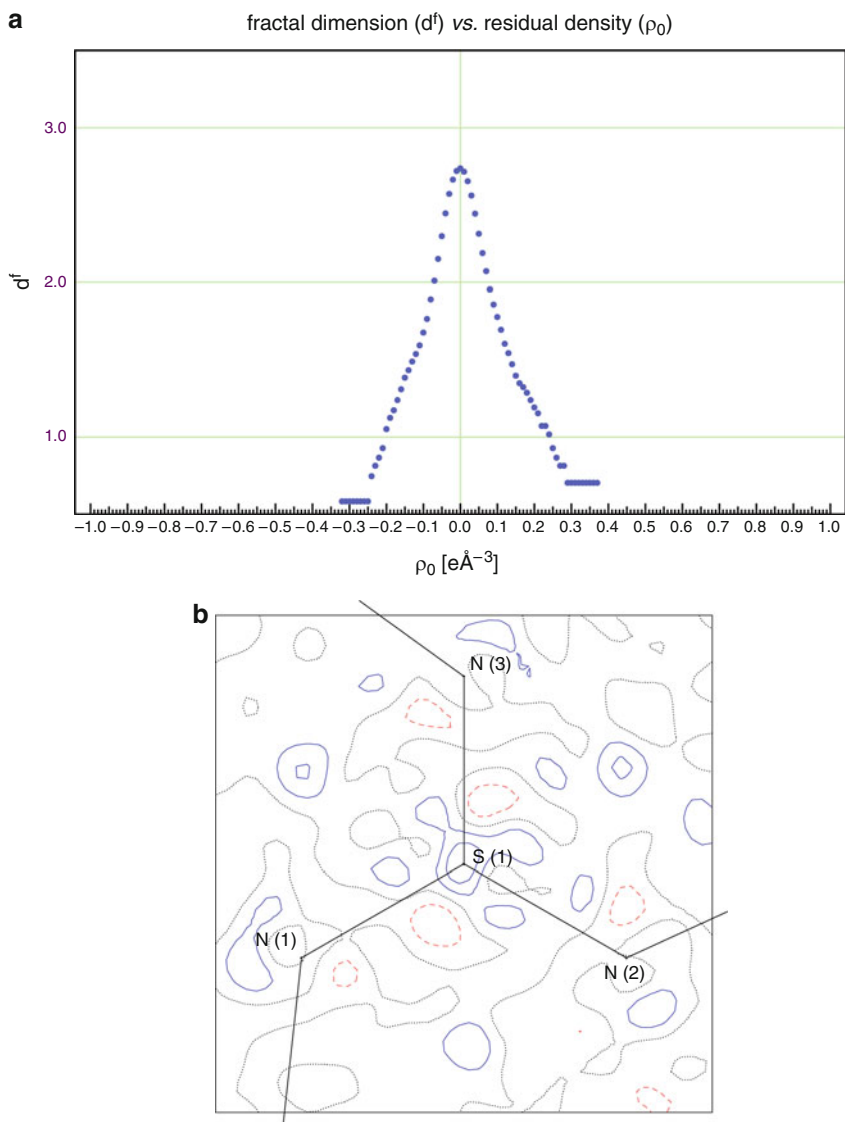 a
fractal dimension (dᶠ) vs. residual density (ρ₀)
3.0
2.0
1.0
dᶠ
−1.0 −0.9 −0.8 −0.7 −0.6 −0.5 −0.4 −0.3 −0.2 −0.1 0.0 0.1 0.2 0.3 0.4 0.5 0.6 0.7 0.8 0.9 1.0
ρ₀ [eÅ⁻³]
b
N (3)
S (1)
N (1)
N (2)